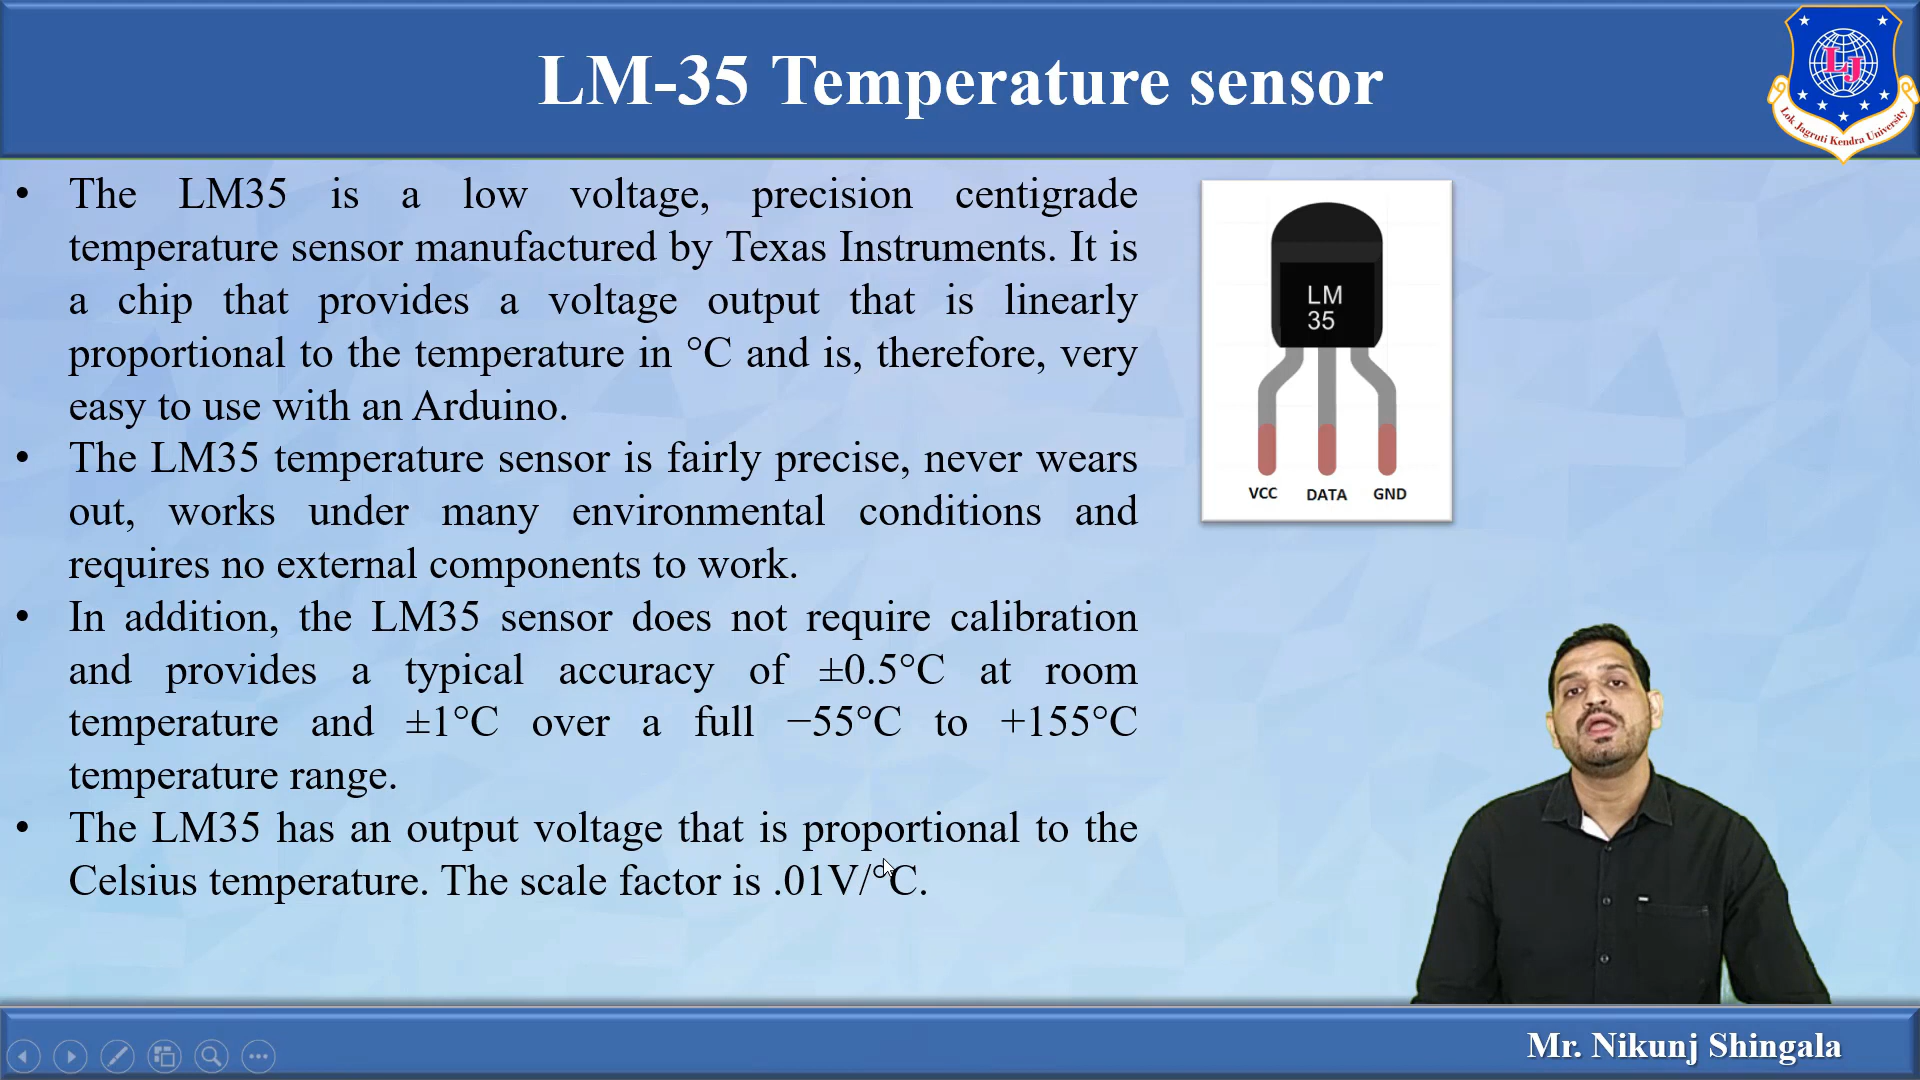 LM-35 Temperature sensor
LJ
Lok Jagruti Kendra University
• The LM35 is a low voltage, precision centigrade
temperature sensor manufactured by Texas Instruments. It is
a chip that provides a voltage output that is linearly
proportional to the temperature in °C and is, therefore, very
easy to use with an Arduino.
• The LM35 temperature sensor is fairly precise, never wears
out, works under many environmental conditions and
requires no external components to work.
• In addition, the LM35 sensor does not require calibration
and provides a typical accuracy of ±0.5°C at room
temperature and ±1°C over a full −55°C to +155°C
temperature range.
• The LM35 has an output voltage that is proportional to the
Celsius temperature. The scale factor is .01V/°C.
LM
35
VCC DATA GND
Mr. Nikunj Shingala